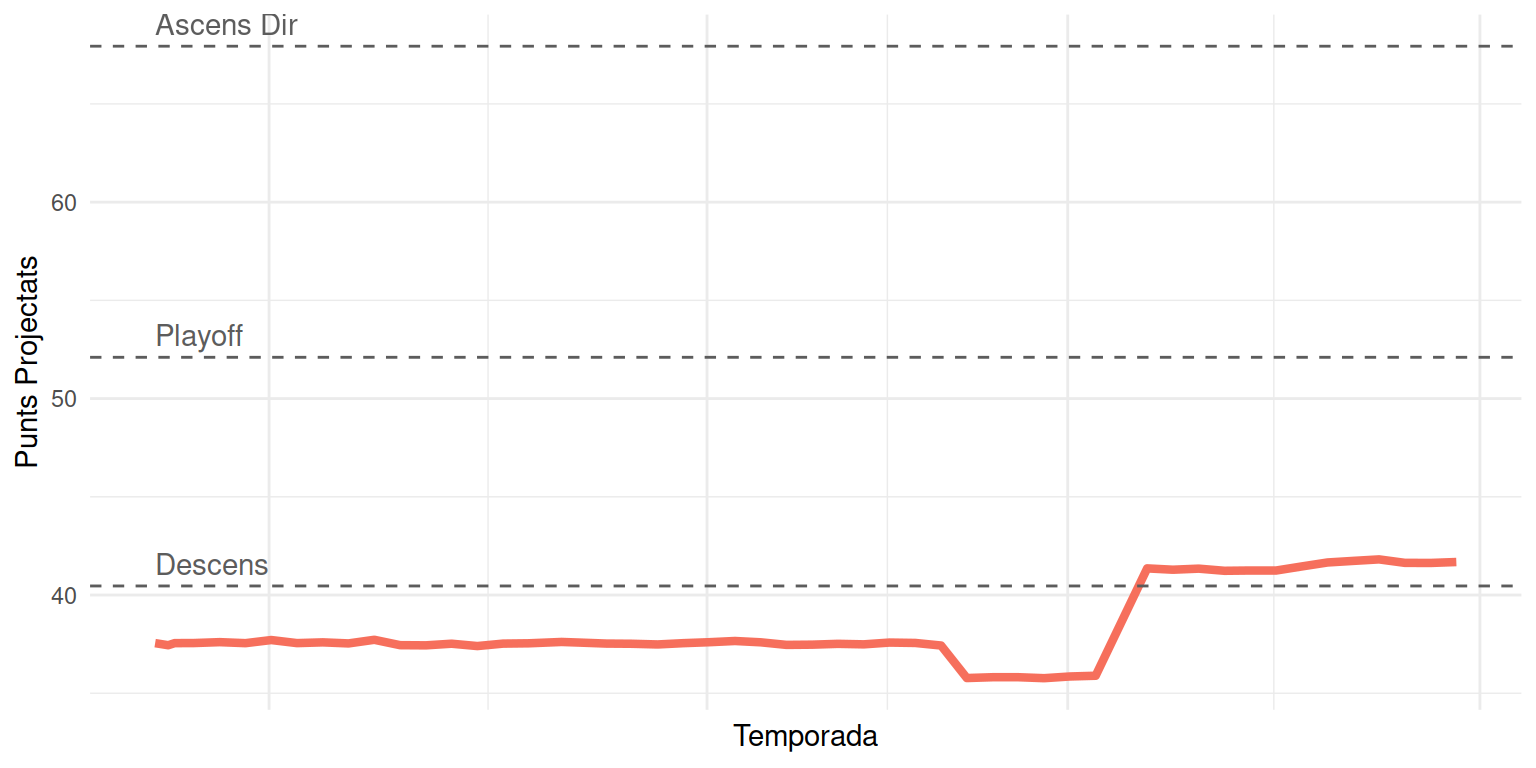 Ascens Dir
60
Playoff
50
Descens
40
Punts Projectats
Temporada